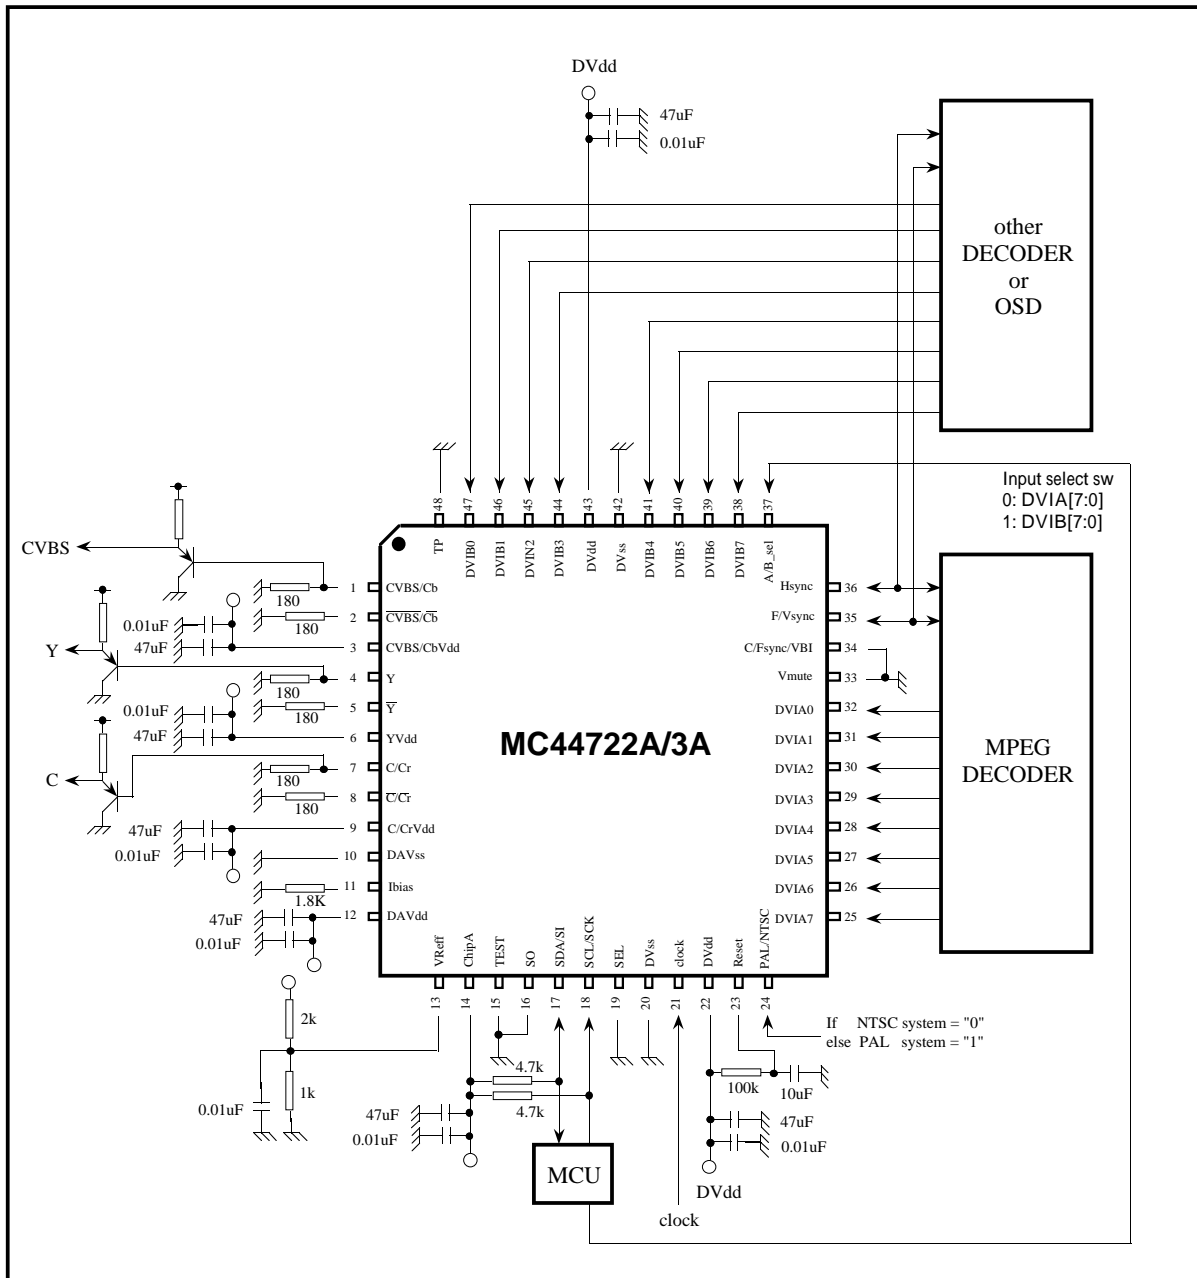 DVdd
47uF
0.01uF
other
DECODER
or
OSD
Input select sw
0: DVIA[7:0]
1: DVIB[7:0]
48
47
46
45
44
43
42
41
40
39
38
37
TP
DVIB0
DVIB1
DVIN2
DVIB3
DVdd
DVss
DVIB4
DVIB5
DVIB6
DVIB7
A/B_sel
CVBS
Y
C
180
180
0.01uF
47uF
180
180
0.01uF
47uF
180
180
47uF
0.01uF
1.8K
47uF
0.01uF
1 CVBS/Cb
2 CVBS/Cb
3 CVBS/CbVdd
4 Y
5 Y
6 YVdd
7 C/Cr
8 C/Cr
9 C/CrVdd
10 DAVss
11 Ibias
12 DAVdd
MC44722A/3A
Hsync 36
F/Vsync 35
C/Fsync/VBI 34
Vmute 33
DVIA0 32
DVIA1 31
DVIA2 30
DVIA3 29
DVIA4 28
DVIA5 27
DVIA6 26
DVIA7 25
MPEG
DECODER
VReff
ChipA
TEST
SO
SDA/SI
SCL/SCK
SEL
DVss
clock
DVdd
Reset
PAL/NTSC
13
14
15
16
17
18
19
20
21
22
23
24
If NTSC system = "0"
else PAL system = "1"
2k
1k
0.01uF
4.7k
4.7k
47uF
0.01uF
MCU
100k
10uF
47uF
0.01uF
DVdd
clock